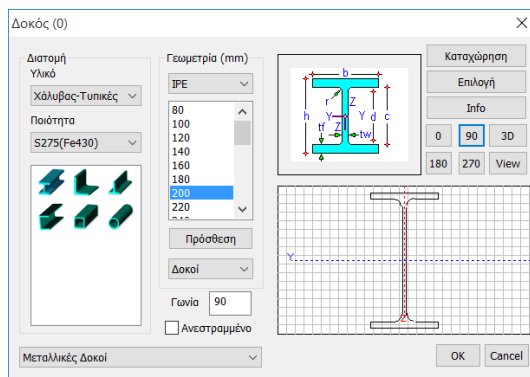 Δοκός (0)
Διατομή
Υλικό
Χάλυβας-Τυπικές
Ποιότητα
S275(Fe430)
Μεταλλικές Δοκοί
Γεωμετρία (mm)
IPE
80
100
120
140
160
180
200
220
Πρόσθεση
Δοκοί
Γωνία 90
Ανεστραμένο
b
r
Z
h Y Y d c
tf Z tw
Y
Z
Καταχώρηση
Επιλογή
Info
0 90 3D
180 270 View
OK Cancel